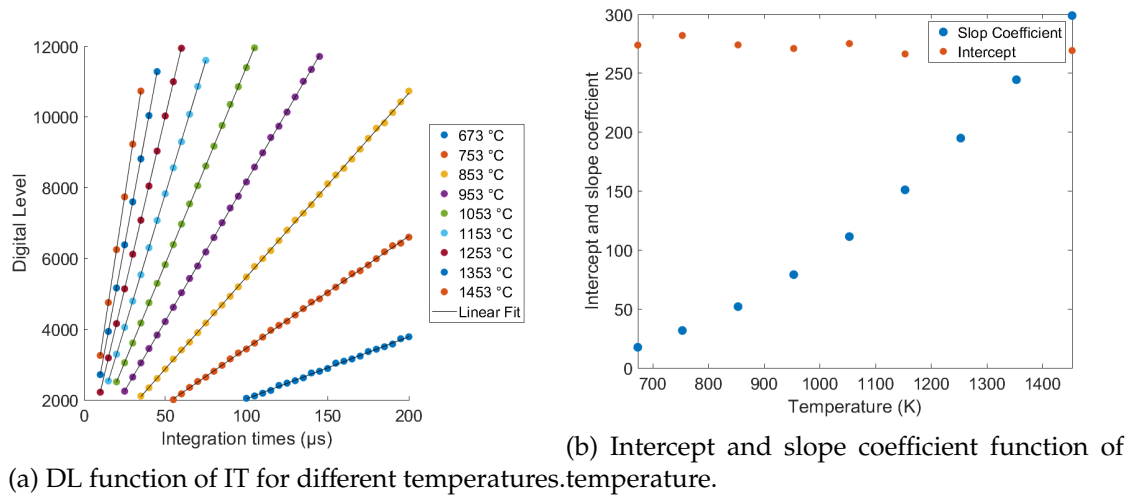 12000
10000
8000
6000
4000
2000
0
50
100
150
200
Digital Level
Integration times (µs)
673 °C
753 °C
853 °C
953 °C
1053 °C
1153 °C
1253 °C
1353 °C
1453 °C
Linear Fit
(a) DL function of IT for different temperatures.
300
250
200
150
100
50
0
700
800
900
1000
1100
1200
1300
1400
Intercept and slope coeffcient
Temperature (K)
Slop Coefficient
Intercept
(b) Intercept and slope coefficient function of
temperature.